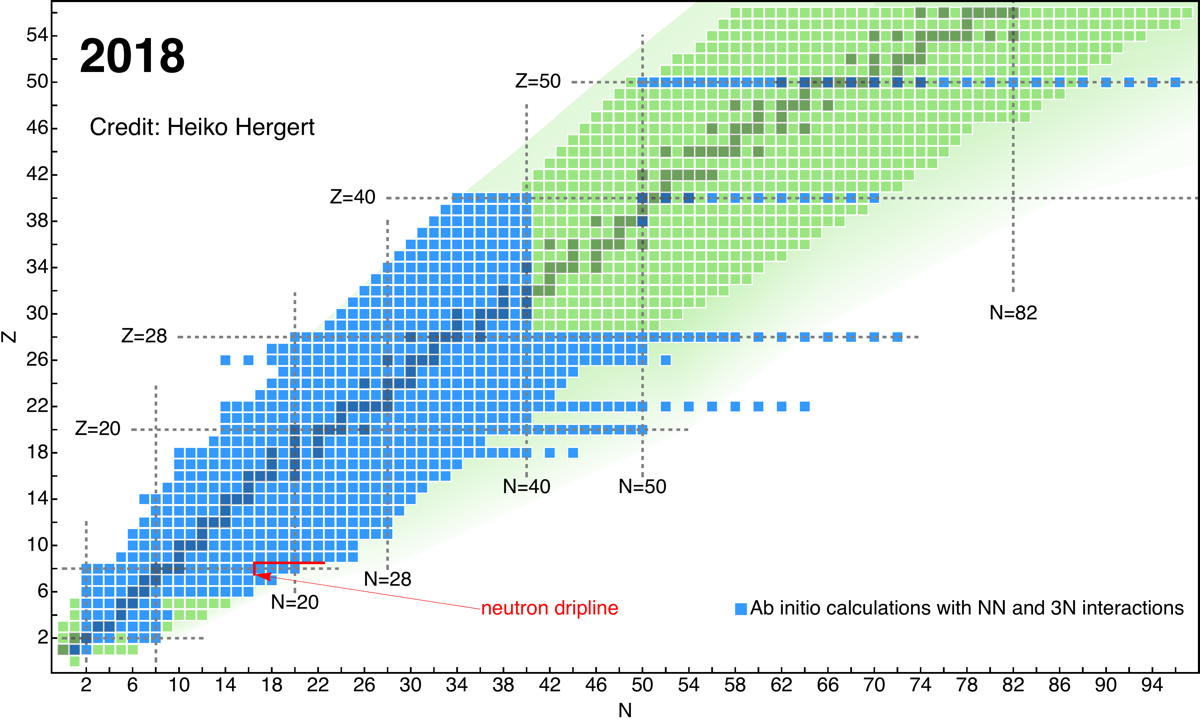 2018
Credit: Heiko Hergert
54
50
46
42
38
34
30
26
22
18
14
10
6
2
Z
Z=50
Z=40
Z=28
Z=20
N=82
N=40
N=50
N=28
N=20
neutron dripline
Ab initio calculations with NN and 3N interactions
2 6 10 14 18 22 26 30 34 38 42 46 50 54 58 62 66 70 74 78 82 86 90 94
N